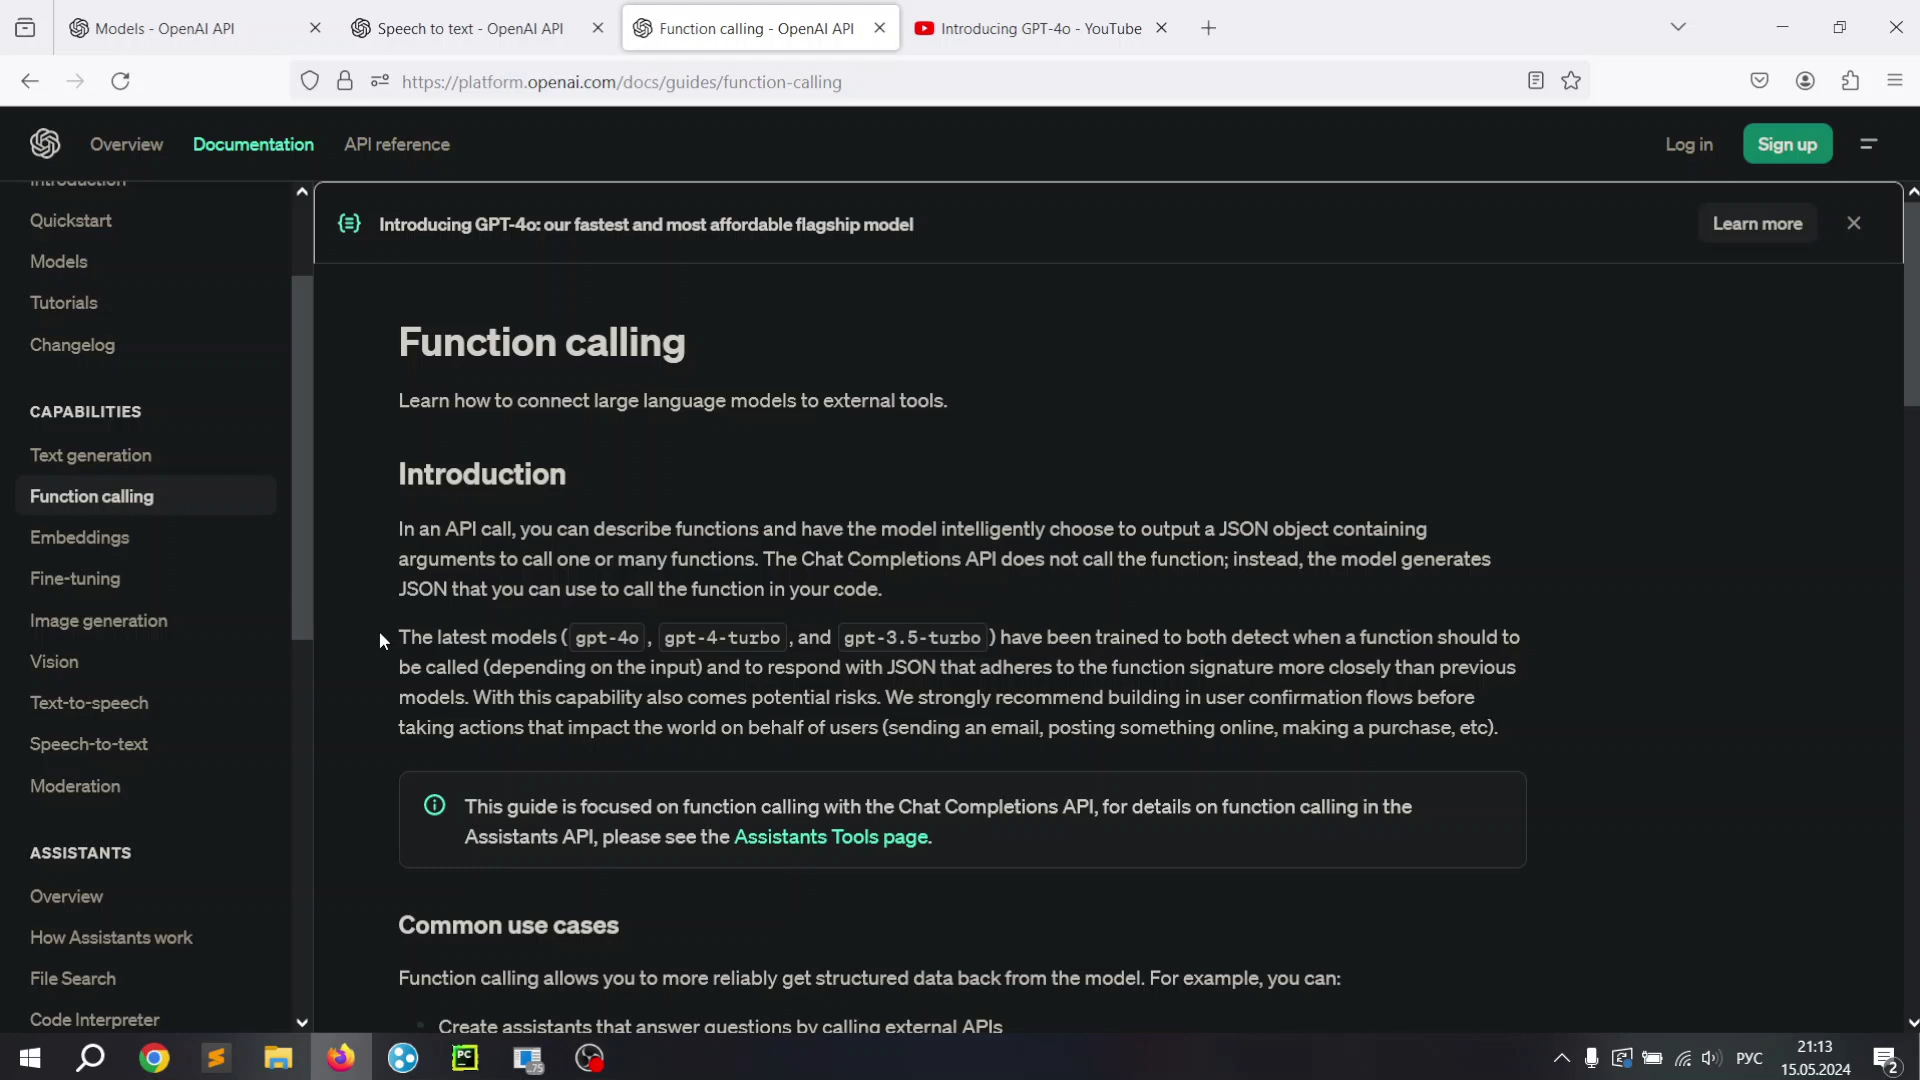 Models - OpenAI API
Speech to text - OpenAI API
Function calling - OpenAI API
Introducing GPT-4o - YouTube
https://platform.openai.com/docs/guides/function-calling
Overview
Documentation
API reference
Log in
Sign up
Introduction
Quickstart
Models
Tutorials
Changelog
CAPABILITIES
Text generation
Function calling
Embeddings
Fine-tuning
Image generation
Vision
Text-to-speech
Speech-to-text
Moderation
ASSISTANTS
Overview
How Assistants work
File Search
Code Interpreter
Introducing GPT-4o: our fastest and most affordable flagship model
Learn more
Function calling
Learn how to connect large language models to external tools.
Introduction
In an API call, you can describe functions and have the model intelligently choose to output a JSON object containing
arguments to call one or many functions. The Chat Completions API does not call the function; instead, the model generates
JSON that you can use to call the function in your code.
The latest models ( gpt-4o , gpt-4-turbo , and gpt-3.5-turbo ) have been trained to both detect when a function should to
be called (depending on the input) and to respond with JSON that adheres to the function signature more closely than previous
models. With this capability also comes potential risks. We strongly recommend building in user confirmation flows before
taking actions that impact the world on behalf of users (sending an email, posting something online, making a purchase, etc).
This guide is focused on function calling with the Chat Completions API, for details on function calling in the
Assistants API, please see the Assistants Tools page.
Common use cases
Function calling allows you to more reliably get structured data back from the model. For example, you can:
Create assistants that answer questions by calling external APIs
PC
.75
РУС
21:13
15.05.2024
2